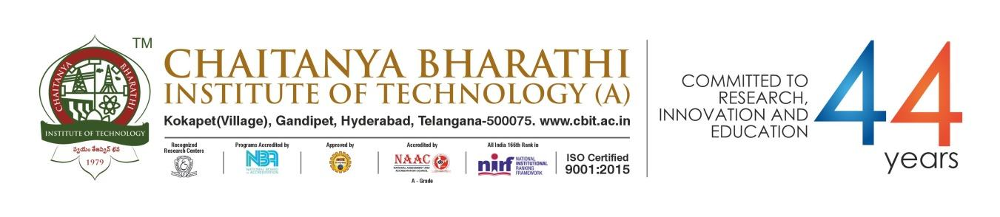 TM
CHAITANYA BHARATHI
INSTITUTE OF TECHNOLOGY
స్వయం తేజస్విన్ భవ
1979
CHAITANYA BHARATHI
INSTITUTE OF TECHNOLOGY (A)
Kokapet(Village), Gandipet, Hyderabad, Telangana-500075. www.cbit.ac.in
Recognized
Research Centers
Programs Accredited by
NBA
NATIONAL BOARD
of ACCREDITATION
Approved by
Accredited by
NAAC
NATIONAL ASSESSMENT AND
ACCREDITATION COUNCIL
A - Grade
All India 166th Rank in
nirf
NATIONAL
INSTITUTIONAL
RANKING
FRAMEWORK
ISO Certified
9001:2015
COMMITTED TO
RESEARCH,
INNOVATION AND
EDUCATION
44
years